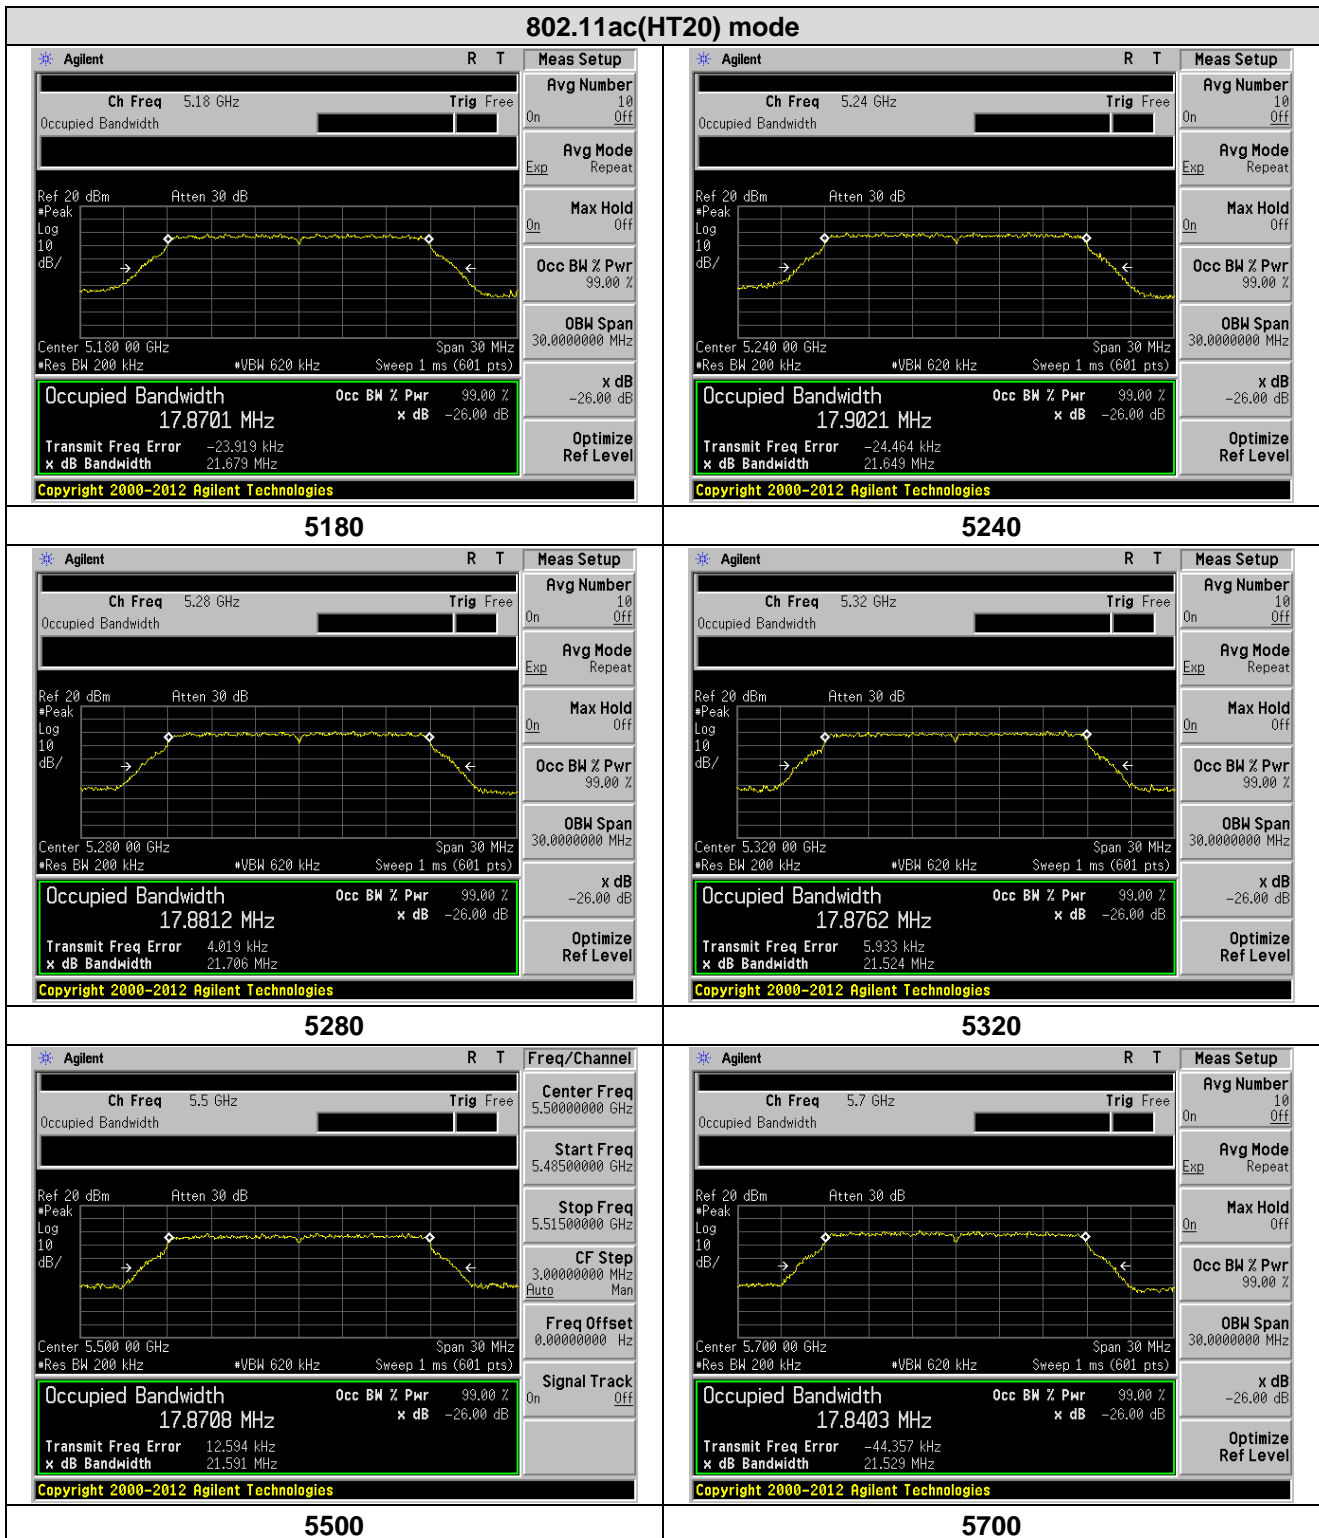 802.11ac(HT20) mode
Agilent R T Meas Setup
Ch Freq 5.18 GHz Trig Free
Occupied Bandwidth
Avg Number
10
On Off
Avg Mode
Exp Repeat
Max Hold
On Off
Occ BW % Pwr
99.00 %
OBW Span
30.0000000 MHz
x dB
-26.00 dB
Optimize
Ref Level
Ref 20 dBm Atten 30 dB
#Peak
Log
10
dB/
Center 5.180 00 GHz Span 30 MHz
#Res BW 200 kHz #VBW 620 kHz Sweep 1 ms (601 pts)
Occupied Bandwidth Occ BW % Pwr 99.00 %
17.8701 MHz x dB -26.00 dB
Transmit Freq Error -23.919 kHz
x dB Bandwidth 21.679 MHz
Copyright 2000-2012 Agilent Technologies
5180
Agilent R T Meas Setup
Ch Freq 5.24 GHz Trig Free
Occupied Bandwidth
Avg Number
10
On Off
Avg Mode
Exp Repeat
Max Hold
On Off
Occ BW % Pwr
99.00 %
OBW Span
30.0000000 MHz
x dB
-26.00 dB
Optimize
Ref Level
Ref 20 dBm Atten 30 dB
#Peak
Log
10
dB/
Center 5.240 00 GHz Span 30 MHz
#Res BW 200 kHz #VBW 620 kHz Sweep 1 ms (601 pts)
Occupied Bandwidth Occ BW % Pwr 99.00 %
17.9021 MHz x dB -26.00 dB
Transmit Freq Error -24.464 kHz
x dB Bandwidth 21.649 MHz
Copyright 2000-2012 Agilent Technologies
5240
Agilent R T Meas Setup
Ch Freq 5.28 GHz Trig Free
Occupied Bandwidth
Avg Number
10
On Off
Avg Mode
Exp Repeat
Max Hold
On Off
Occ BW % Pwr
99.00 %
OBW Span
30.0000000 MHz
x dB
-26.00 dB
Optimize
Ref Level
Ref 20 dBm Atten 30 dB
#Peak
Log
10
dB/
Center 5.280 00 GHz Span 30 MHz
#Res BW 200 kHz #VBW 620 kHz Sweep 1 ms (601 pts)
Occupied Bandwidth Occ BW % Pwr 99.00 %
17.8812 MHz x dB -26.00 dB
Transmit Freq Error 4.019 kHz
x dB Bandwidth 21.706 MHz
Copyright 2000-2012 Agilent Technologies
5280
Agilent R T Meas Setup
Ch Freq 5.32 GHz Trig Free
Occupied Bandwidth
Avg Number
10
On Off
Avg Mode
Exp Repeat
Max Hold
On Off
Occ BW % Pwr
99.00 %
OBW Span
30.0000000 MHz
x dB
-26.00 dB
Optimize
Ref Level
Ref 20 dBm Atten 30 dB
#Peak
Log
10
dB/
Center 5.320 00 GHz Span 30 MHz
#Res BW 200 kHz #VBW 620 kHz Sweep 1 ms (601 pts)
Occupied Bandwidth Occ BW % Pwr 99.00 %
17.8762 MHz x dB -26.00 dB
Transmit Freq Error 5.933 kHz
x dB Bandwidth 21.524 MHz
Copyright 2000-2012 Agilent Technologies
5320
Agilent R T Freq/Channel
Ch Freq 5.5 GHz Trig Free
Occupied Bandwidth
Center Freq
5.50000000 GHz
Start Freq
5.48500000 GHz
Stop Freq
5.51500000 GHz
CF Step
3.00000000 MHz
Auto Man
Freq Offset
0.00000000 Hz
Signal Track
On Off
Ref 20 dBm Atten 30 dB
#Peak
Log
10
dB/
Center 5.500 00 GHz Span 30 MHz
#Res BW 200 kHz #VBW 620 kHz Sweep 1 ms (601 pts)
Occupied Bandwidth Occ BW % Pwr 99.00 %
17.8708 MHz x dB -26.00 dB
Transmit Freq Error 12.594 kHz
x dB Bandwidth 21.591 MHz
Copyright 2000-2012 Agilent Technologies
5500
Agilent R T Meas Setup
Ch Freq 5.7 GHz Trig Free
Occupied Bandwidth
Avg Number
10
On Off
Avg Mode
Exp Repeat
Max Hold
On Off
Occ BW % Pwr
99.00 %
OBW Span
30.0000000 MHz
x dB
-26.00 dB
Optimize
Ref Level
Ref 20 dBm Atten 30 dB
#Peak
Log
10
dB/
Center 5.700 00 GHz Span 30 MHz
#Res BW 200 kHz #VBW 620 kHz Sweep 1 ms (601 pts)
Occupied Bandwidth Occ BW % Pwr 99.00 %
17.8403 MHz x dB -26.00 dB
Transmit Freq Error -44.357 kHz
x dB Bandwidth 21.529 MHz
Copyright 2000-2012 Agilent Technologies
5700